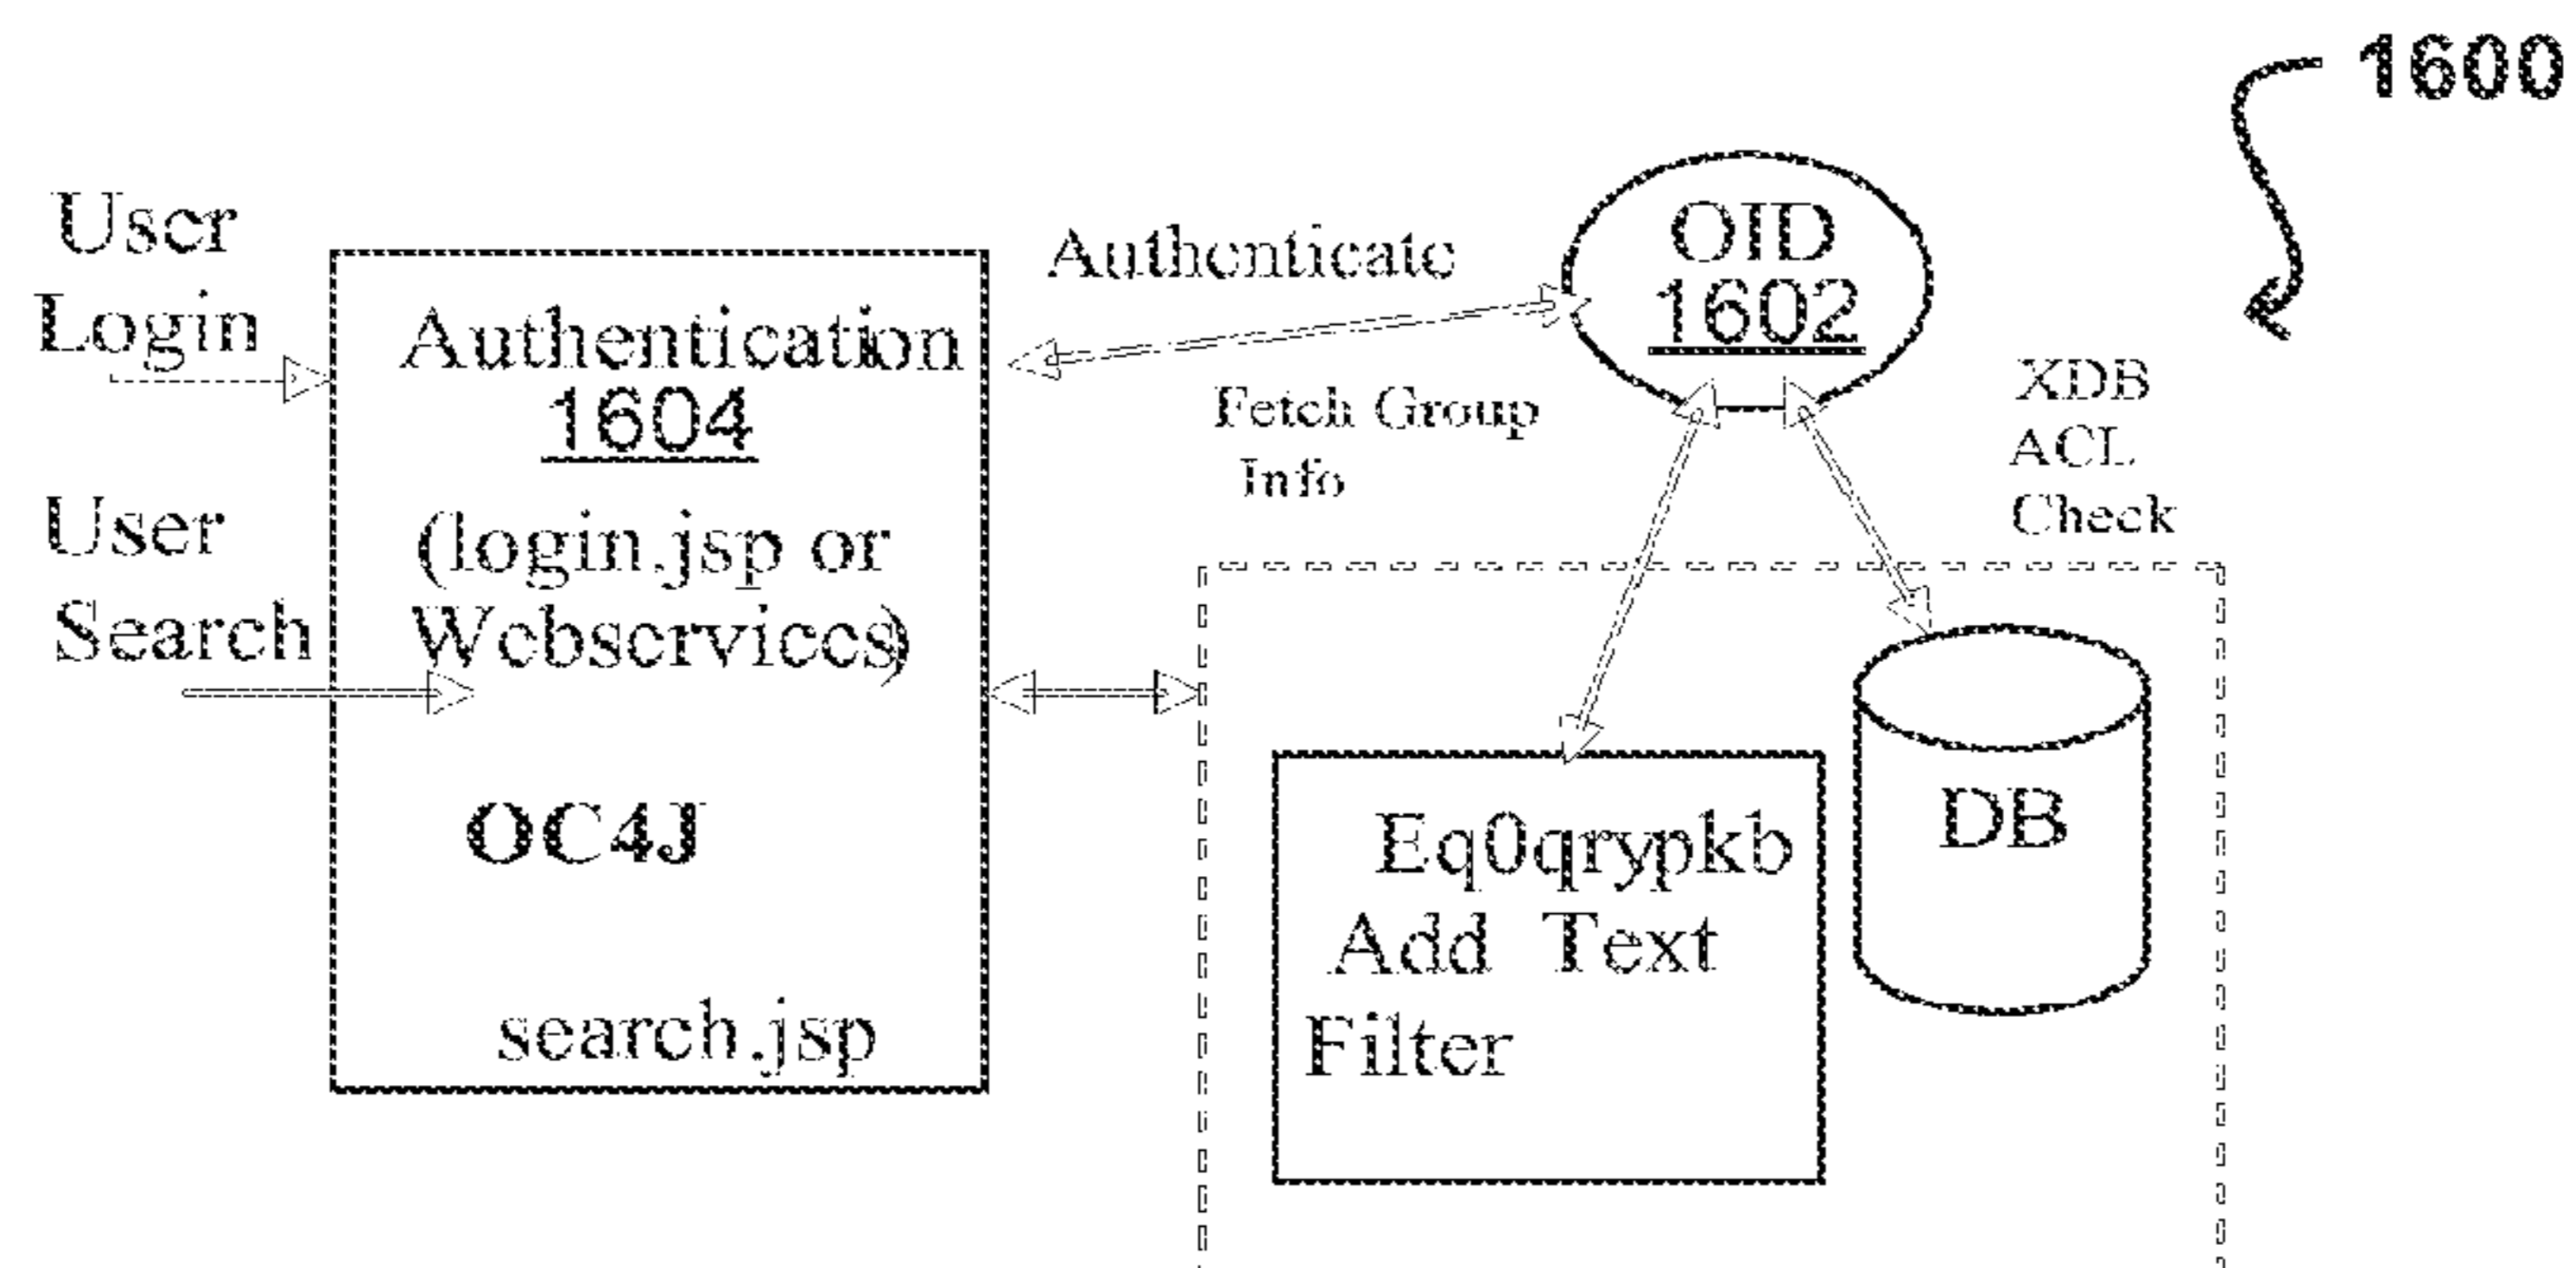 1600
User
Login
User
Search
Authentication
1604
(login.jsp or
Webservices)
OC4J
search.jsp
Authenticate
OID
1602
Fetch Group
Info
XDB
ACL
Check
Eq0qrypkb
Add Text
Filter
DB